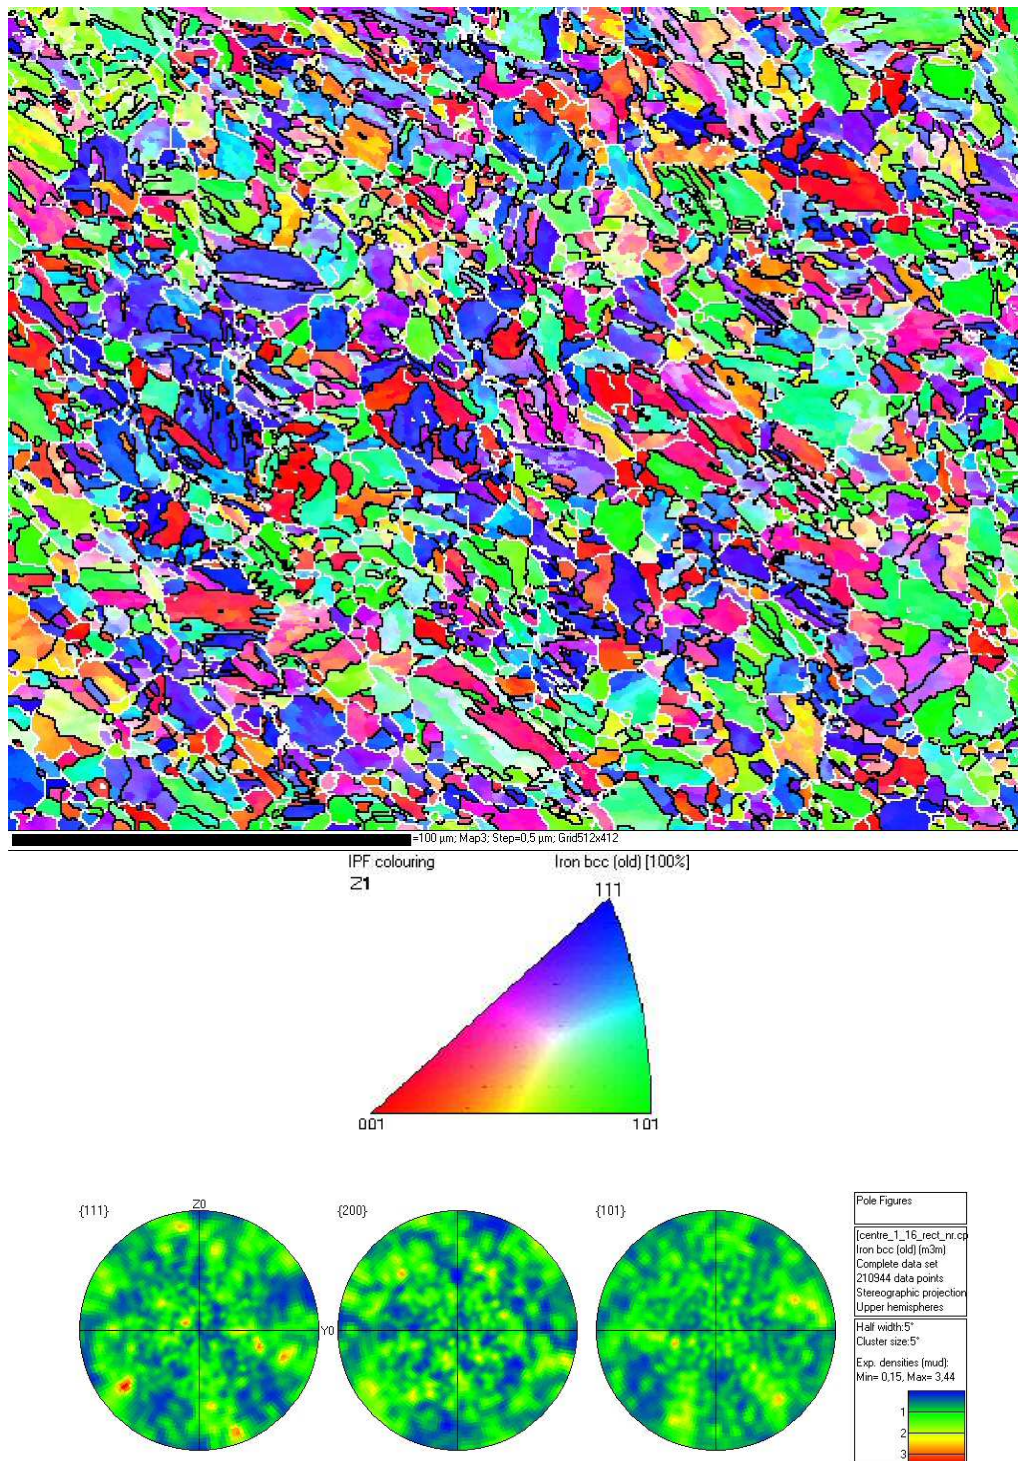 =100 µm; Map3; Step=0,5 µm; Grid512x412
IPF colouring
Z1
Iron bcc (old) [100%]
111
001
101
{111}
Z0
Y0
{200}
{101}
Pole Figures
[centre_1_16_rect_nr.cp
Iron bcc (old) (m3m)
Complete data set
210944 data points
Stereographic projection
Upper hemispheres
Half width:5°
Cluster size:5°
Exp. densities (mud):
Min= 0,15, Max= 3,44
1
2
3